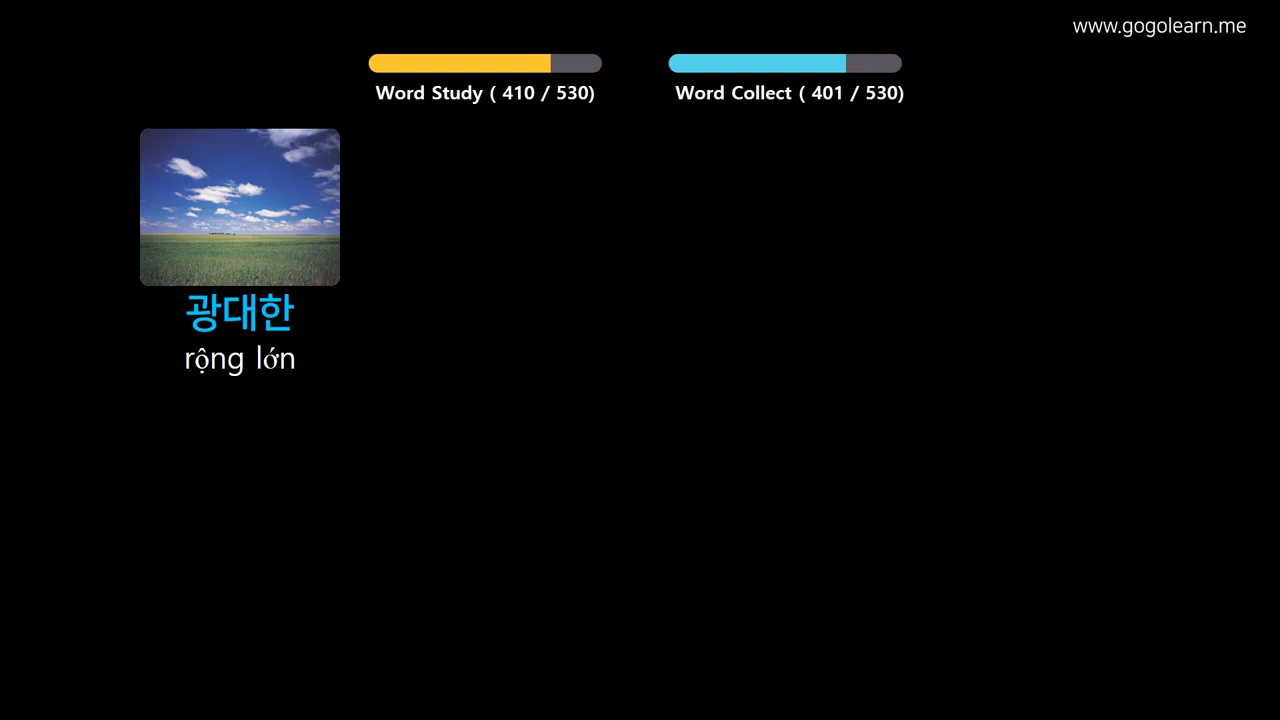 www.gogolearn.me
Word Study ( 410 / 530)
Word Collect ( 401 / 530)
광대한
rộng lớn